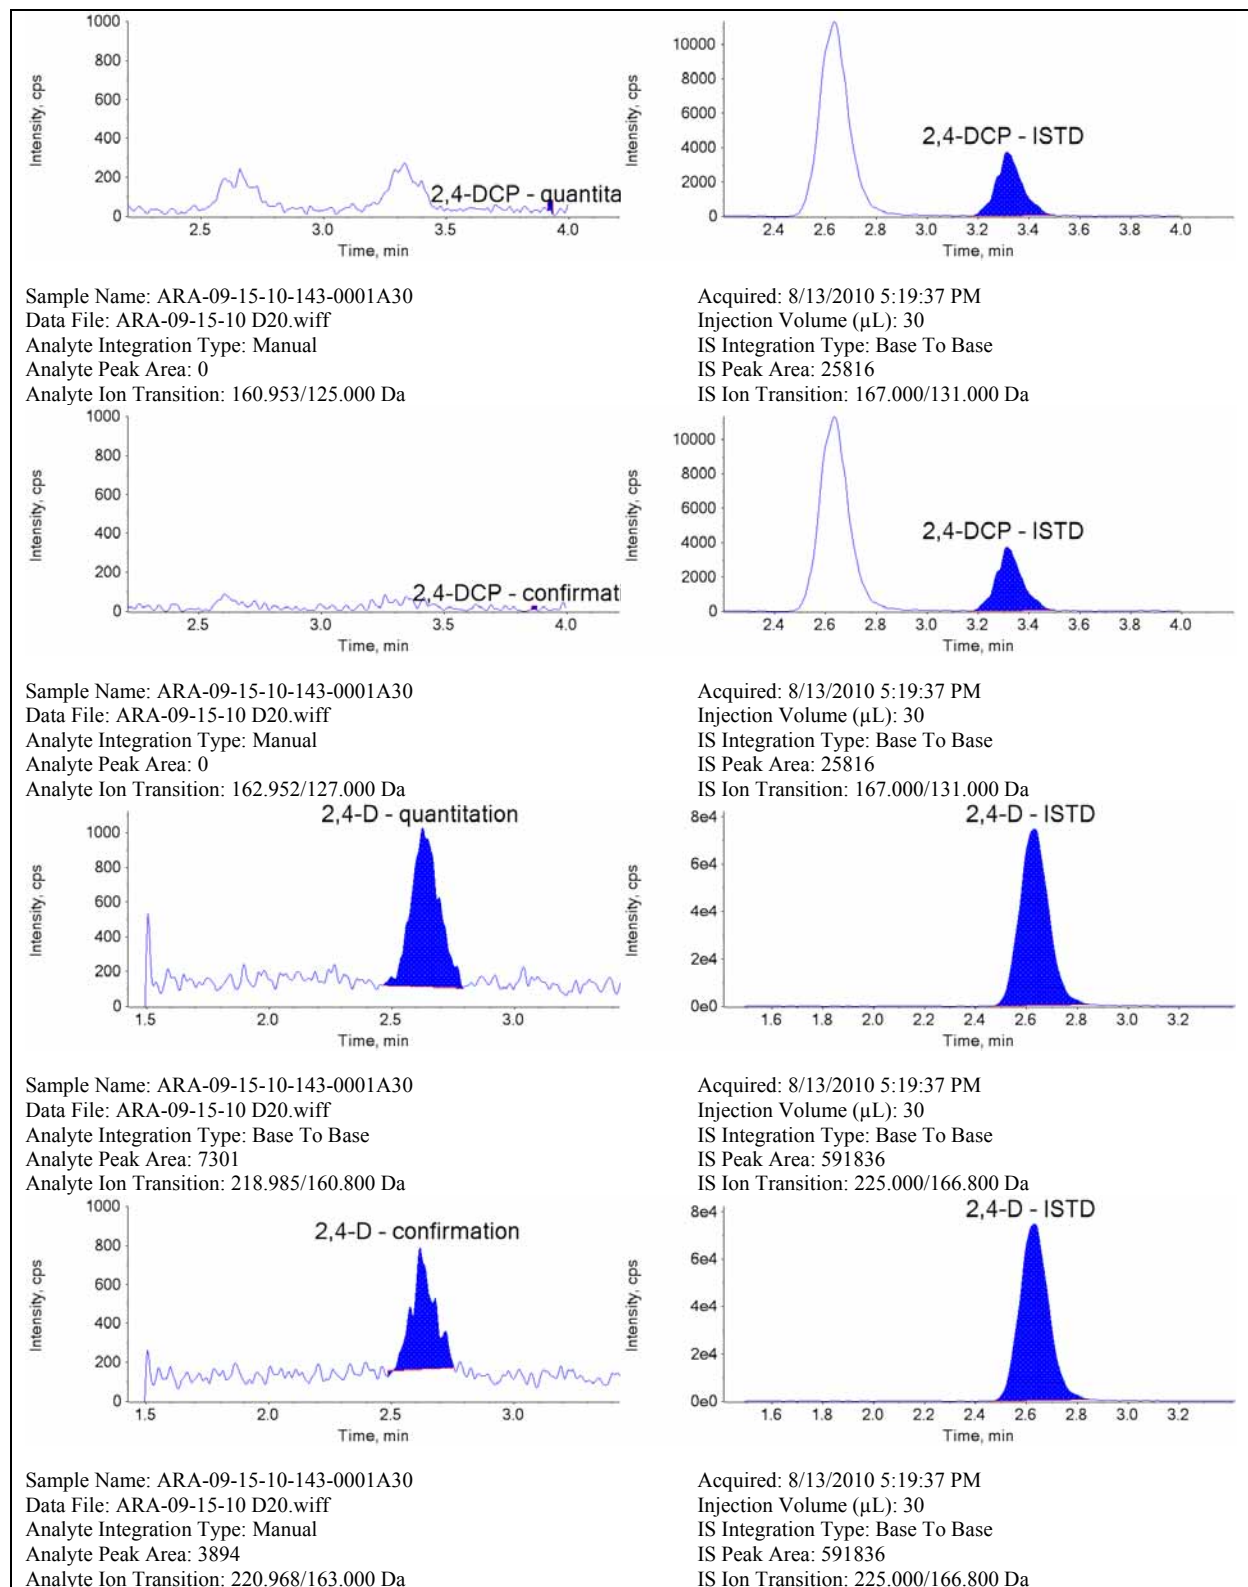 1000
800
600
400
200
0
Intensity, cps
2,4-DCP - quantita
2.5 3.0 3.5 4.0
Time, min
10000
8000
6000
4000
2000
0
Intensity, cps
2,4-DCP - ISTD
2.4 2.6 2.8 3.0 3.2 3.4 3.6 3.8 4.0
Time, min
Sample Name: ARA-09-15-10-143-0001A30
Data File: ARA-09-15-10 D20.wiff
Analyte Integration Type: Manual
Analyte Peak Area: 0
Analyte Ion Transition: 160.953/125.000 Da
Acquired: 8/13/2010 5:19:37 PM
Injection Volume (µL): 30
IS Integration Type: Base To Base
IS Peak Area: 25816
IS Ion Transition: 167.000/131.000 Da
1000
800
600
400
200
0
Intensity, cps
2,4-DCP - confirmati
2.5 3.0 3.5 4.0
Time, min
10000
8000
6000
4000
2000
0
Intensity, cps
2,4-DCP - ISTD
2.4 2.6 2.8 3.0 3.2 3.4 3.6 3.8 4.0
Time, min
Sample Name: ARA-09-15-10-143-0001A30
Data File: ARA-09-15-10 D20.wiff
Analyte Integration Type: Manual
Analyte Peak Area: 0
Analyte Ion Transition: 162.952/127.000 Da
Acquired: 8/13/2010 5:19:37 PM
Injection Volume (µL): 30
IS Integration Type: Base To Base
IS Peak Area: 25816
IS Ion Transition: 167.000/131.000 Da
2,4-D - quantitation
1000
800
600
400
200
0
Intensity, cps
1.5 2.0 2.5 3.0
Time, min
2,4-D - ISTD
8e4
6e4
4e4
2e4
0e0
Intensity, cps
1.6 1.8 2.0 2.2 2.4 2.6 2.8 3.0 3.2
Time, min
Sample Name: ARA-09-15-10-143-0001A30
Data File: ARA-09-15-10 D20.wiff
Analyte Integration Type: Base To Base
Analyte Peak Area: 7301
Analyte Ion Transition: 218.985/160.800 Da
Acquired: 8/13/2010 5:19:37 PM
Injection Volume (µL): 30
IS Integration Type: Base To Base
IS Peak Area: 591836
IS Ion Transition: 225.000/166.800 Da
1000
800
600
400
200
0
Intensity, cps
2,4-D - confirmation
1.5 2.0 2.5 3.0
Time, min
2,4-D - ISTD
8e4
6e4
4e4
2e4
0e0
Intensity, cps
1.6 1.8 2.0 2.2 2.4 2.6 2.8 3.0 3.2
Time, min
Sample Name: ARA-09-15-10-143-0001A30
Data File: ARA-09-15-10 D20.wiff
Analyte Integration Type: Manual
Analyte Peak Area: 3894
Analyte Ion Transition: 220.968/163.000 Da
Acquired: 8/13/2010 5:19:37 PM
Injection Volume (µL): 30
IS Integration Type: Base To Base
IS Peak Area: 591836
IS Ion Transition: 225.000/166.800 Da